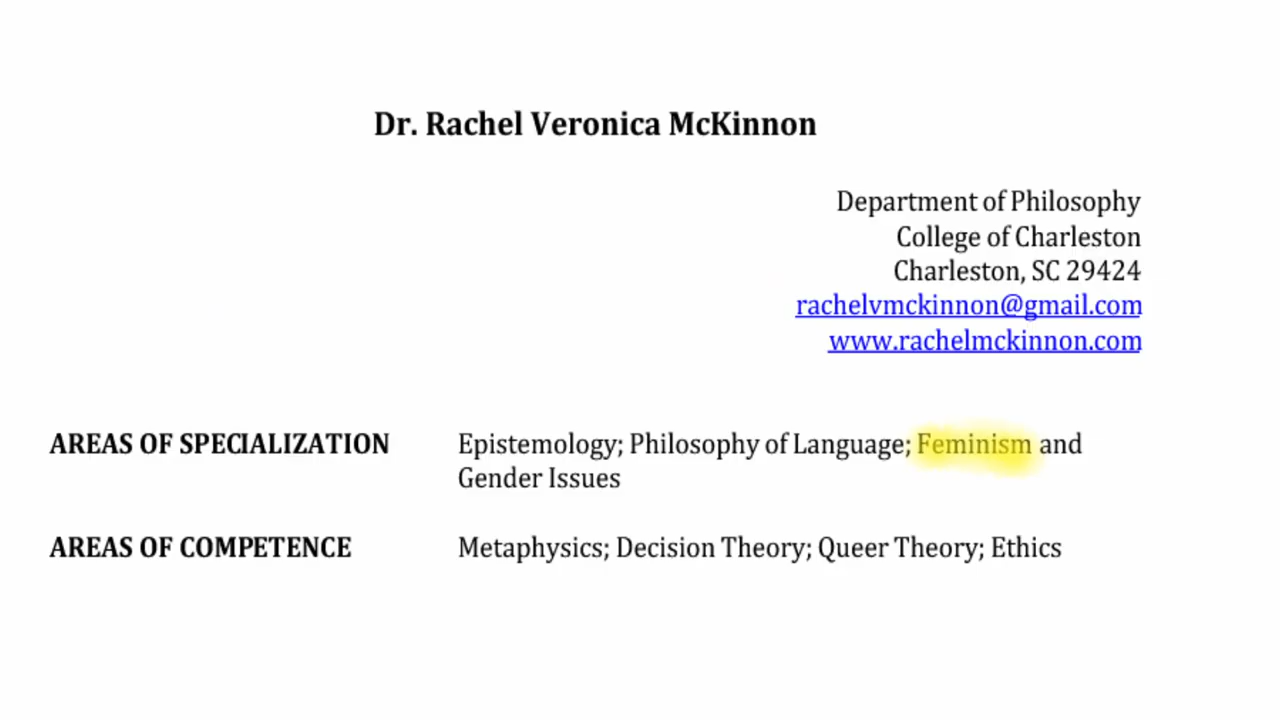 Dr. Rachel Veronica McKinnon
Department of Philosophy
College of Charleston
Charleston, SC 29424
rachelvmckinnon@gmail.com
www.rachelmckinnon.com
AREAS OF SPECIALIZATION Epistemology; Philosophy of Language; Feminism and
Gender Issues
AREAS OF COMPETENCE Metaphysics; Decision Theory; Queer Theory; Ethics